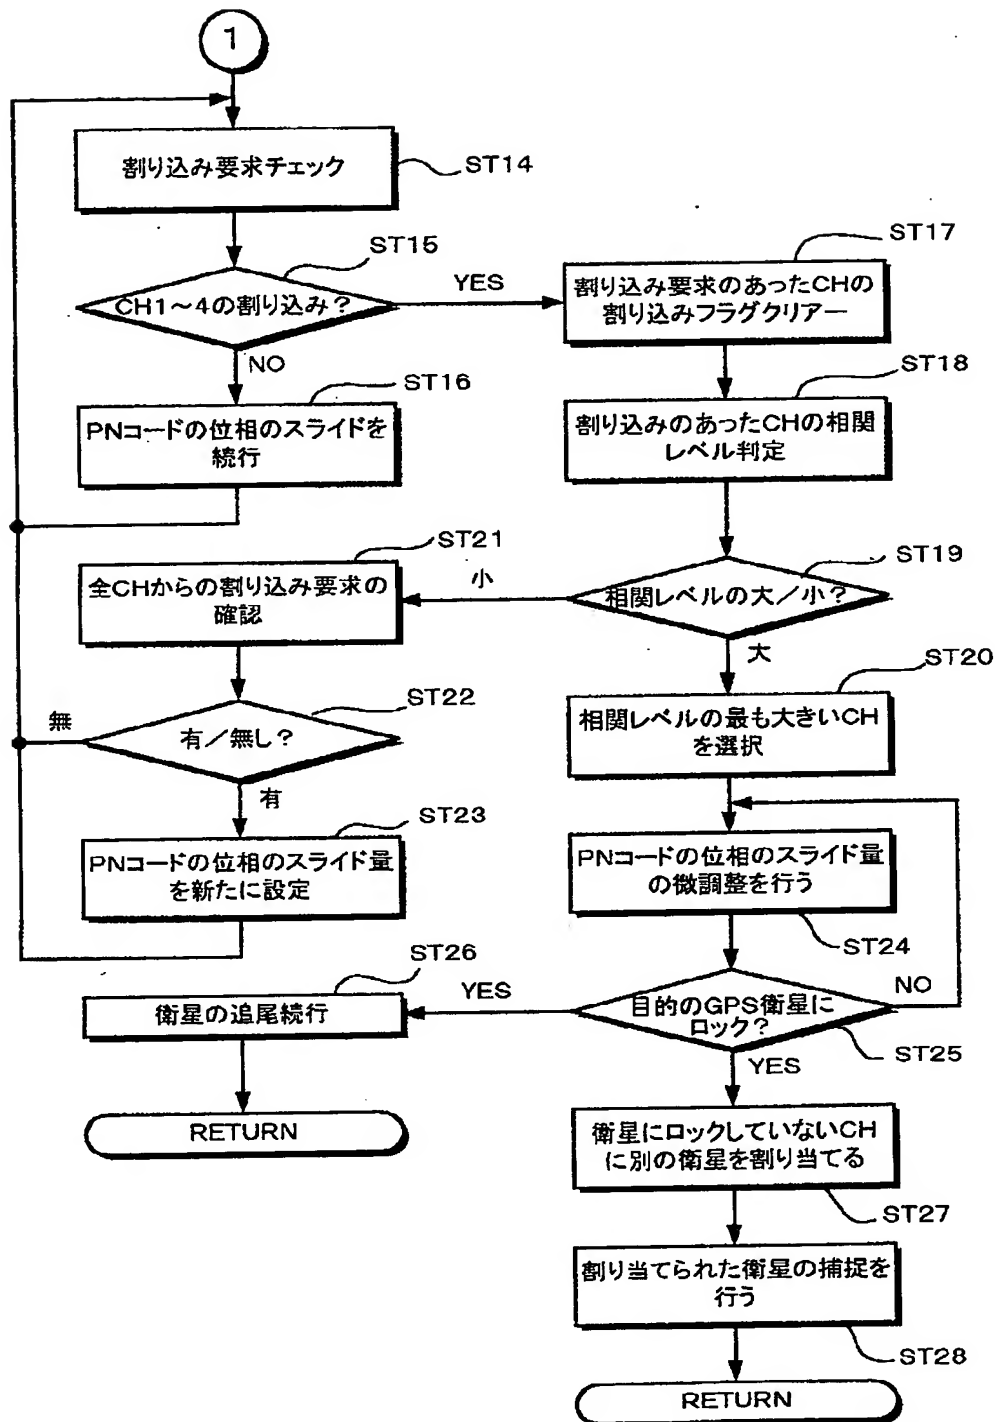 1
割り込み要求チェック
ST14
ST15
CH1～4の割り込み？
YES
NO
ST16
PNコードの位相のスライドを
続行
ST17
割り込み要求のあったCHの
割り込みフラグクリアー
ST18
割り込みのあったCHの相関
レベル判定
ST19
相関レベルの大／小？
小
大
ST21
全CHからの割り込み要求の
確認
ST22
有／無し？
無
有
ST23
PNコードの位相のスライド量
を新たに設定
ST20
相関レベルの最も大きいCH
を選択
PNコードの位相のスライド量
の微調整を行う
ST24
目的のGPS衛星に
ロック？
NO
ST25
YES
YES
ST26
衛星の追尾続行
RETURN
衛星にロックしていないCH
に別の衛星を割り当てる
ST27
割り当てられた衛星の捕捉を
行う
ST28
RETURN